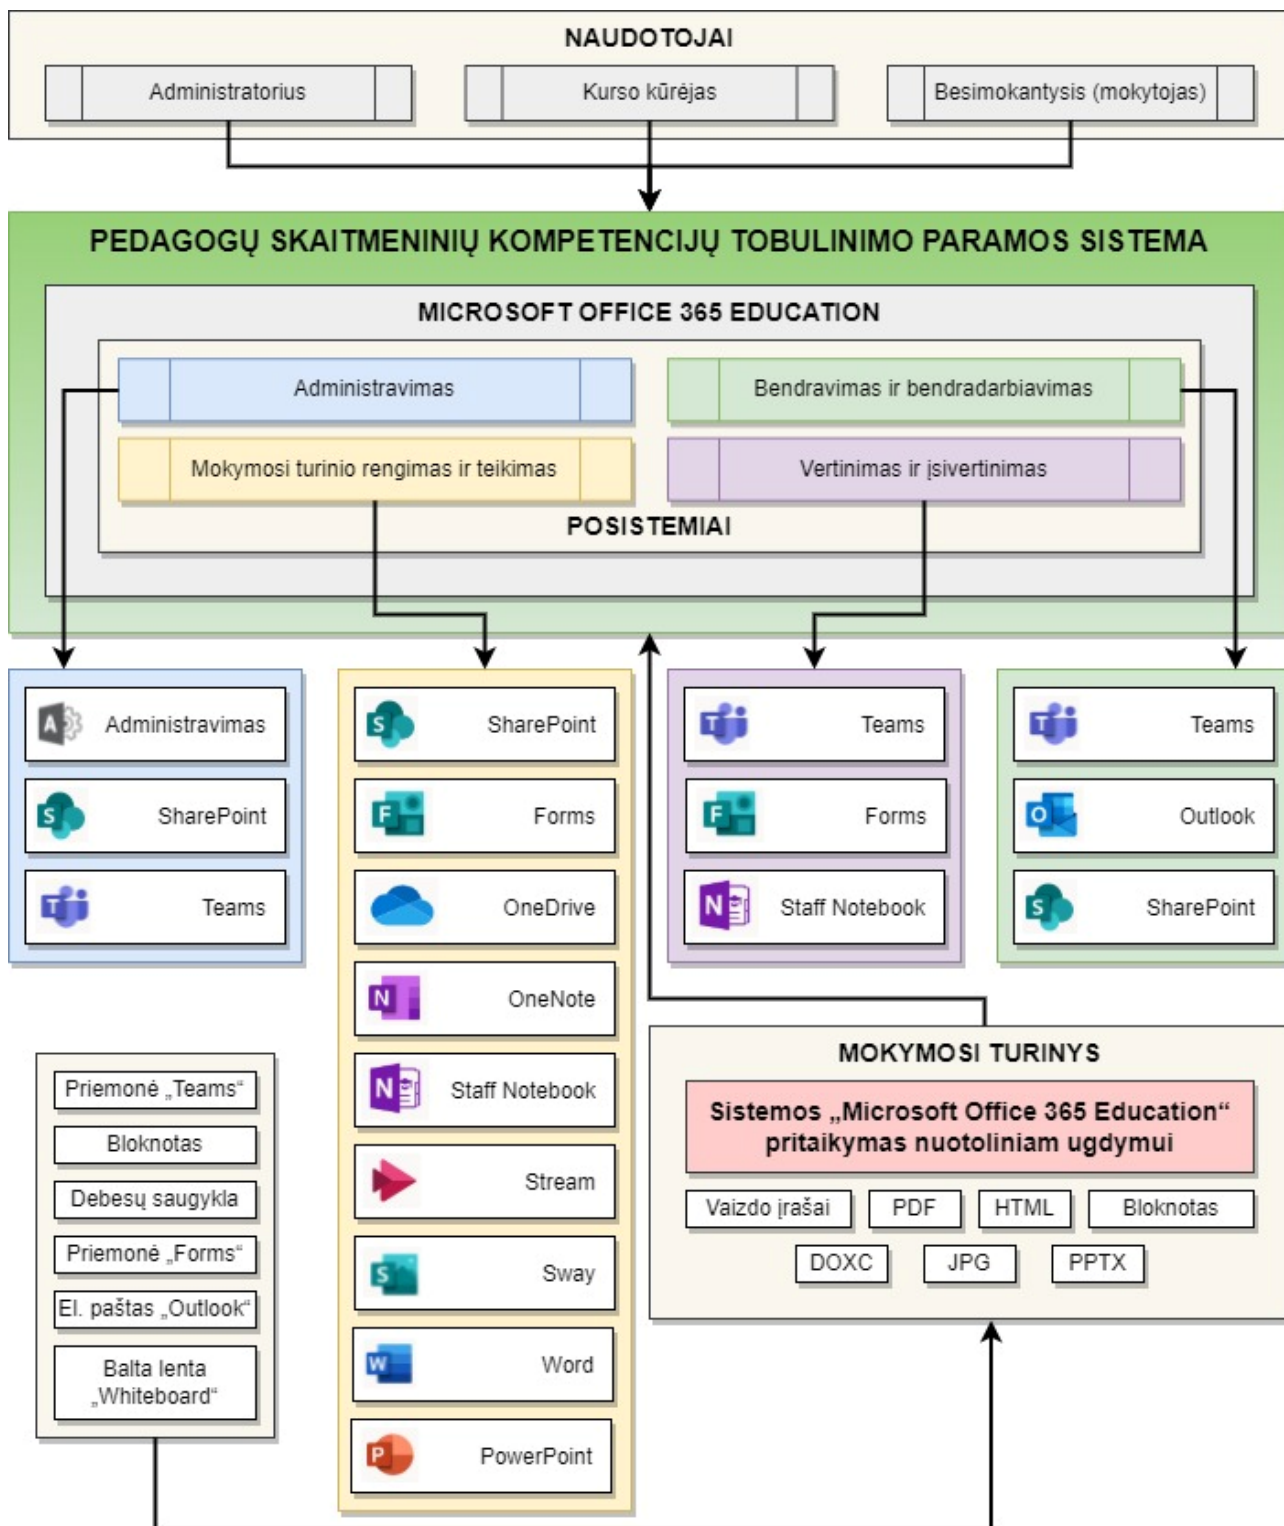 NAUDOTOJAI
Administratorius
Kurso kūrėjas
Besimokantysis (mokytojas)
PEDAGOGŲ SKAITMENINIŲ KOMPETENCIJŲ TOBULINIMO PARAMOS SISTEMA
MICROSOFT OFFICE 365 EDUCATION
Administravimas
Bendravimas ir bendradarbiavimas
Mokymosi turinio rengimas ir teikimas
Vertinimas ir įsivertinimas
POSISTEMIAI
Administravimas
SharePoint
Teams
SharePoint
Forms
OneDrive
OneNote
Staff Notebook
Stream
Sway
Word
PowerPoint
Teams
Forms
Staff Notebook
Teams
Outlook
SharePoint
Priemonė „Teams“
Bloknotas
Debesų saugykla
Priemonė „Forms“
El. paštas „Outlook“
Balta lenta
„Whiteboard“
MOKYMOSI TURINYS
Sistemos „Microsoft Office 365 Education“
pritaikymas nuotoliniam ugdymui
Vaizdo įrašai
PDF
HTML
Bloknotas
DOXC
JPG
PPTX